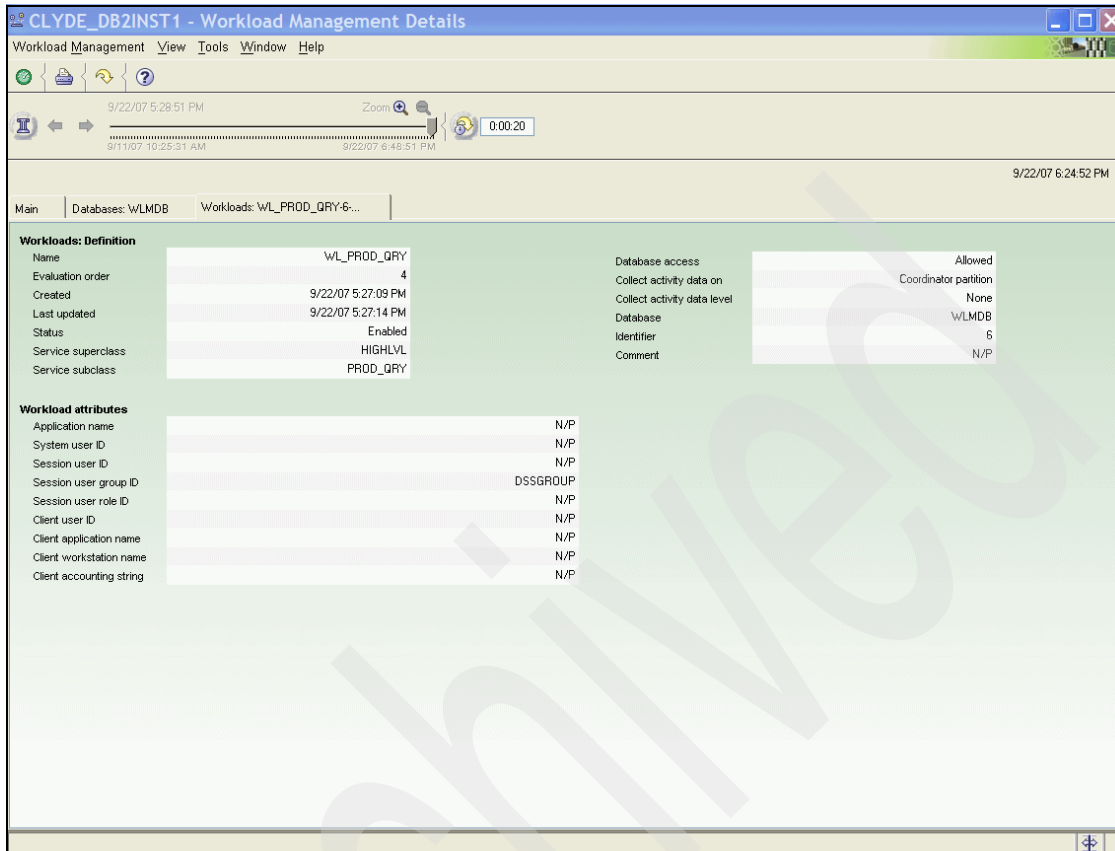 CLYDE_DB2INST1 - Workload Management Details
Workload Management View Tools Window Help
9/22/07 5:28:51 PM Zoom
0:00:20
9/11/07 10:25:31 AM 9/22/07 6:48:51 PM
9/22/07 6:24:52 PM
Main Databases: WLMDB Workloads: WL_PROD_QRY-6-...
Workloads: Definition
Name WL_PROD_QRY
Evaluation order 4
Created 9/22/07 5:27:09 PM
Last updated 9/22/07 5:27:14 PM
Status Enabled
Service superclass HIGHLVL
Service subclass PROD_QRY
Database access Allowed
Collect activity data on Coordinator partition
Collect activity data level None
Database WLMDB
Identifier 6
Comment N/P
Workload attributes
Application name N/P
System user ID N/P
Session user ID N/P
Session user group ID DSSGROUP
Session user role ID N/P
Client user ID N/P
Client application name N/P
Client workstation name N/P
Client accounting string N/P
chived